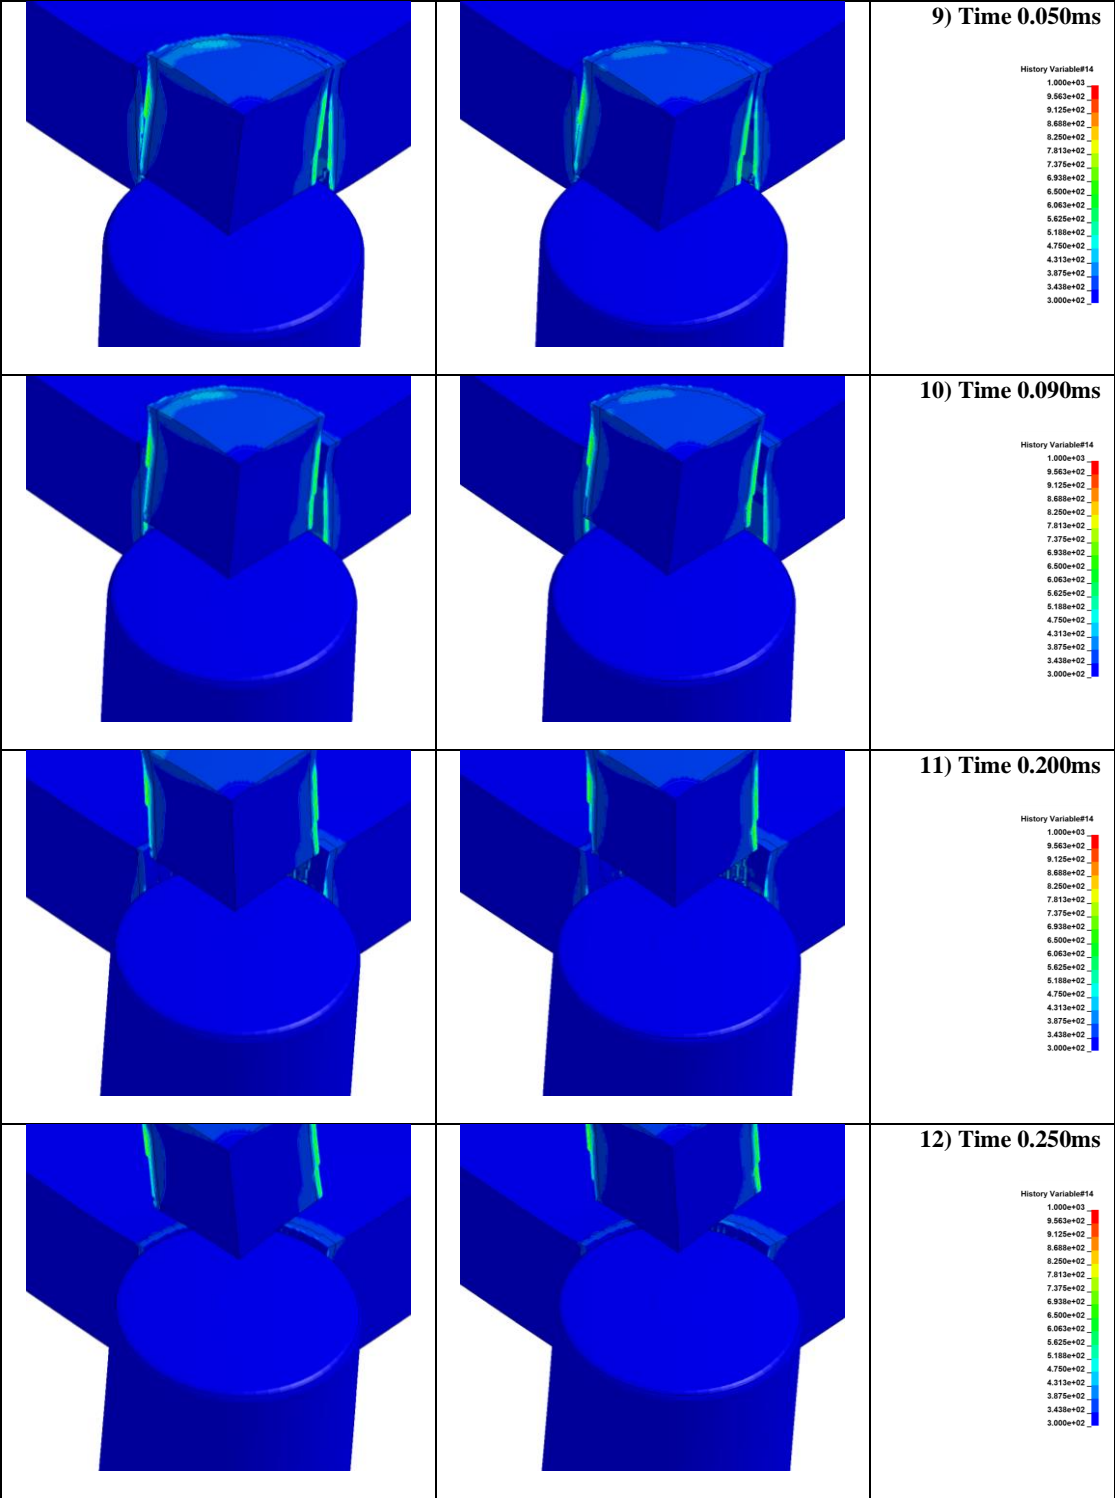 9) Time 0.050ms
History Variable#14
1.000e+03
9.563e+02
9.125e+02
8.688e+02
8.250e+02
7.813e+02
7.375e+02
6.938e+02
6.500e+02
6.063e+02
5.625e+02
5.188e+02
4.750e+02
4.313e+02
3.875e+02
3.438e+02
3.000e+02
10) Time 0.090ms
History Variable#14
1.000e+03
9.563e+02
9.125e+02
8.688e+02
8.250e+02
7.813e+02
7.375e+02
6.938e+02
6.500e+02
6.063e+02
5.625e+02
5.188e+02
4.750e+02
4.313e+02
3.875e+02
3.438e+02
3.000e+02
11) Time 0.200ms
History Variable#14
1.000e+03
9.563e+02
9.125e+02
8.688e+02
8.250e+02
7.813e+02
7.375e+02
6.938e+02
6.500e+02
6.063e+02
5.625e+02
5.188e+02
4.750e+02
4.313e+02
3.875e+02
3.438e+02
3.000e+02
12) Time 0.250ms
History Variable#14
1.000e+03
9.563e+02
9.125e+02
8.688e+02
8.250e+02
7.813e+02
7.375e+02
6.938e+02
6.500e+02
6.063e+02
5.625e+02
5.188e+02
4.750e+02
4.313e+02
3.875e+02
3.438e+02
3.000e+02